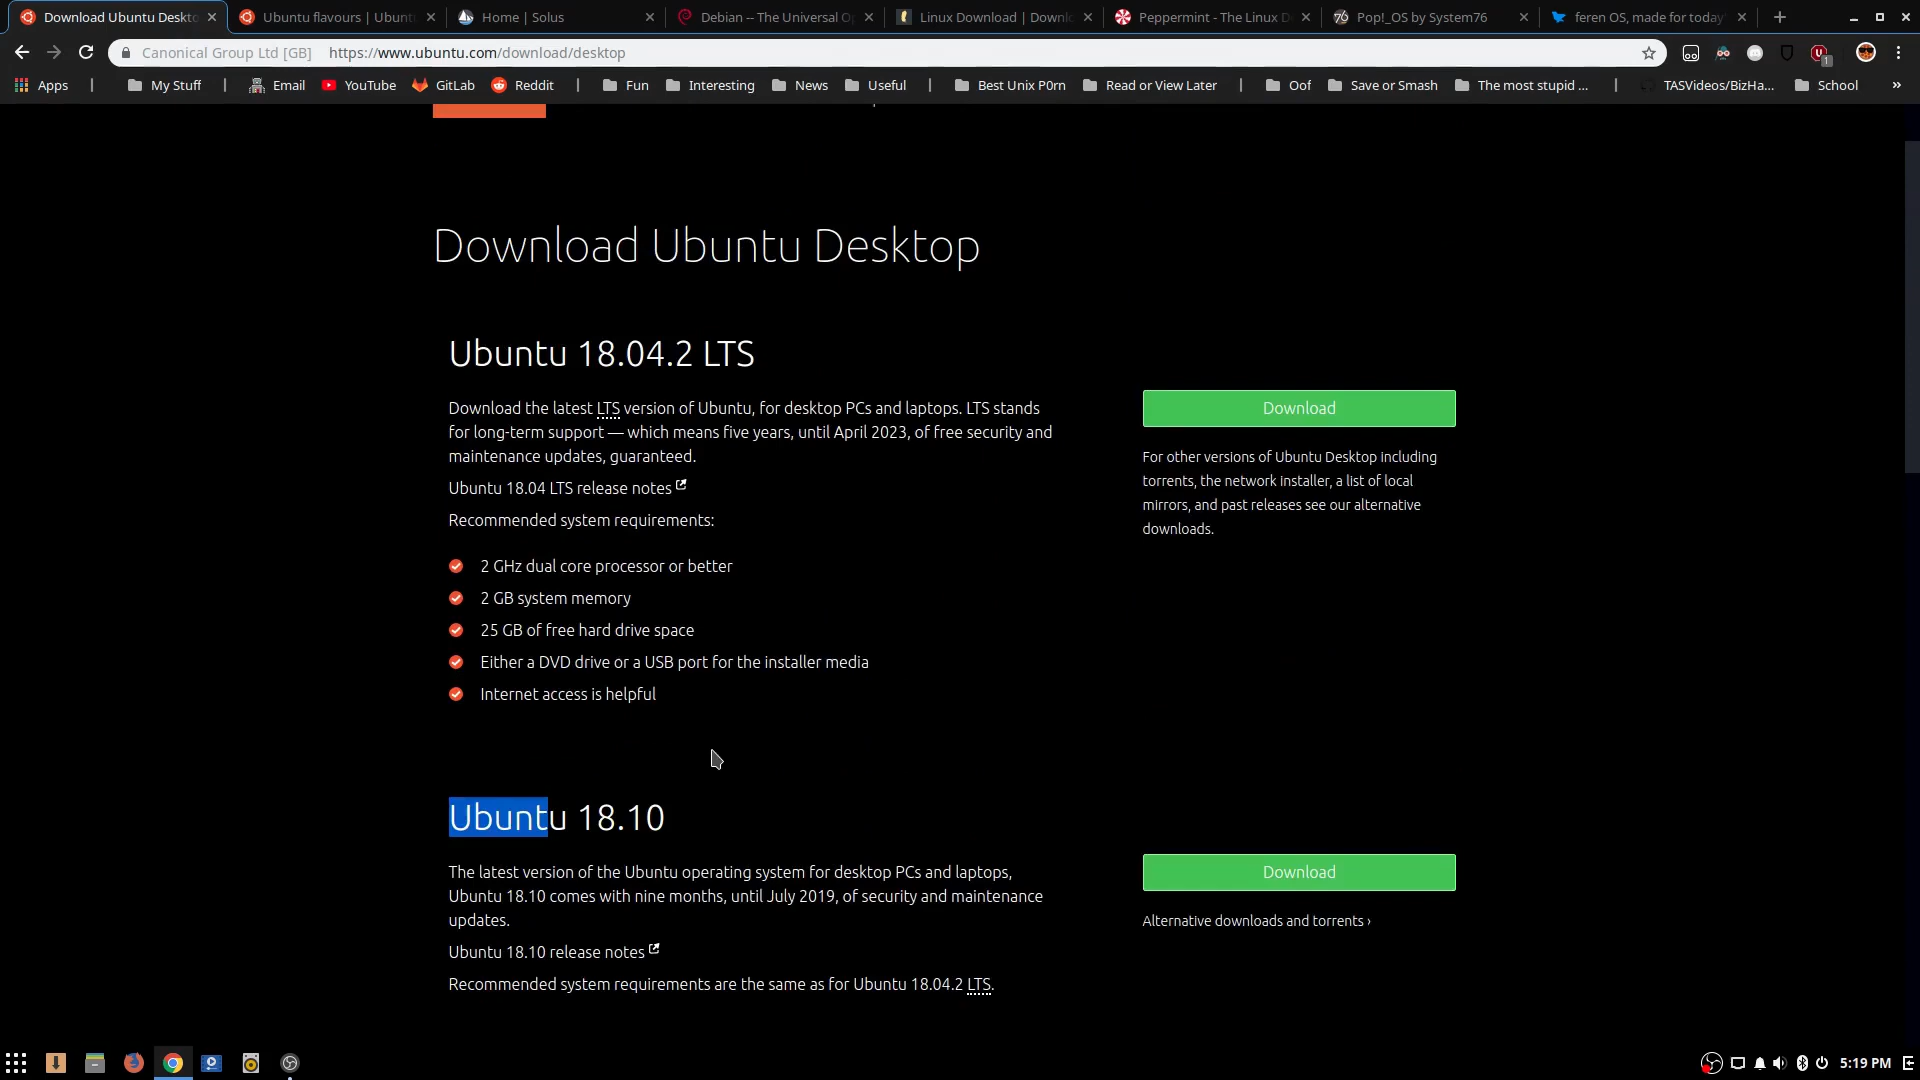 Download Ubuntu Deskto
Ubuntu flavours | Ubunt
Home | Solus
Debian -- The Universal O
Linux Download | Downl
Peppermint - The Linux D
Pop!_OS by System76
feren OS, made for today'
Canonical Group Ltd [GB] https://www.ubuntu.com/download/desktop
Apps | My Stuff | Email YouTube GitLab Reddit | Fun Interesting News Useful | Best Unix P0rn Read or View Later | Oof Save or Smash The most stupid ... | TASVideos/BizHa... School »
Download Ubuntu Desktop
Ubuntu 18.04.2 LTS
Download the latest LTS version of Ubuntu, for desktop PCs and laptops. LTS stands
for long-term support — which means five years, until April 2023, of free security and
maintenance updates, guaranteed.
Ubuntu 18.04 LTS release notes
Recommended system requirements:
2 GHz dual core processor or better
2 GB system memory
25 GB of free hard drive space
Either a DVD drive or a USB port for the installer media
Internet access is helpful
Download
For other versions of Ubuntu Desktop including
torrents, the network installer, a list of local
mirrors, and past releases see our alternative
downloads.
Ubuntu 18.10
The latest version of the Ubuntu operating system for desktop PCs and laptops,
Ubuntu 18.10 comes with nine months, until July 2019, of security and maintenance
updates.
Ubuntu 18.10 release notes
Recommended system requirements are the same as for Ubuntu 18.04.2 LTS.
Download
Alternative downloads and torrents ›
5:19 PM